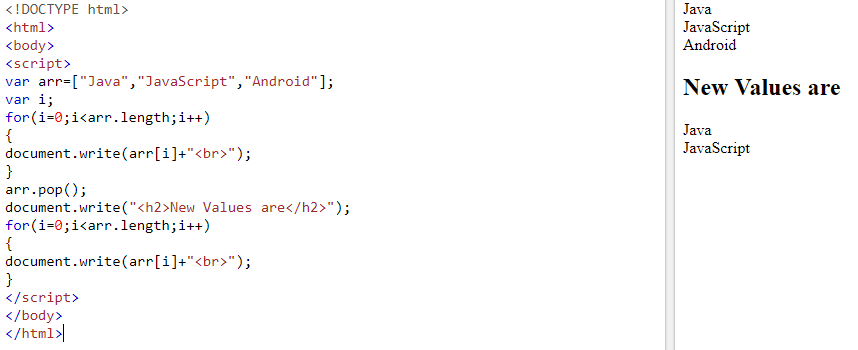 <!DOCTYPE html>
<html>
<body>
<script>
var arr=["Java","JavaScript","Android"];
var i;
for(i=0;i<arr.length;i++)
{
document.write(arr[i]+"<br>");
}
arr.pop();
document.write("<h2>New Values are</h2>");
for(i=0;i<arr.length;i++)
{
document.write(arr[i]+"<br>");
}
</script>
</body>
</html>
Java
JavaScript
Android
New Values are
Java
JavaScript